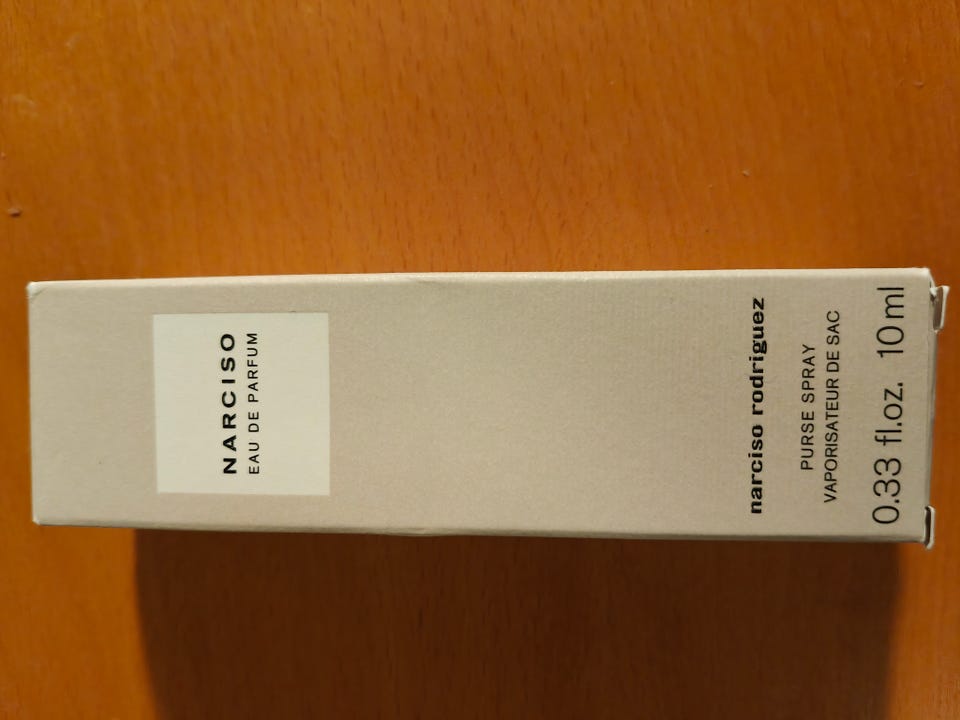 NARCISO
EAU DE PARFUM
narciso rodriguez
PURSE SPRAY
VAPORISATEUR DE SAC
0.33 fl.oz. 10 ml